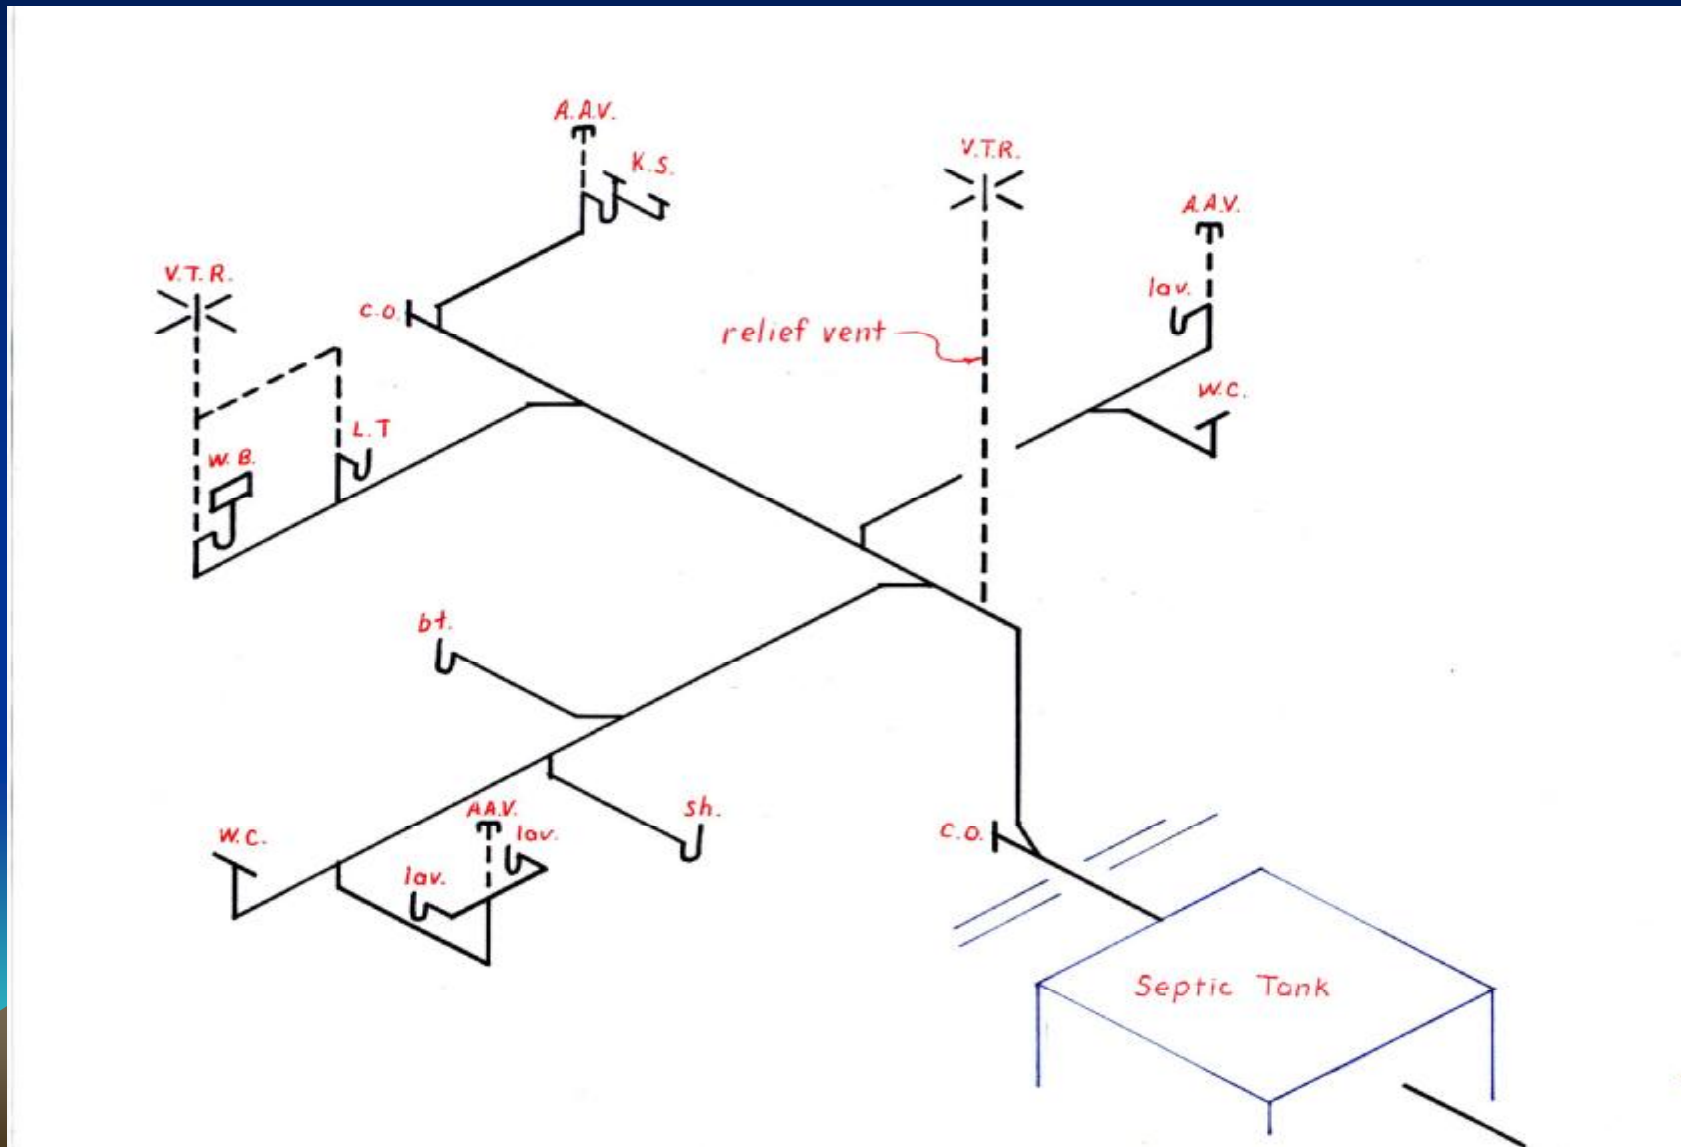 A.A.V.
K.S.
V.T.R.
A.A.V.
V.T.R.
lav.
c.o.
relief vent
W.C.
L.T
W.B.
bt.
A.A.V.
sh.
lav.
W.C.
c.o.
lav.
Septic Tank